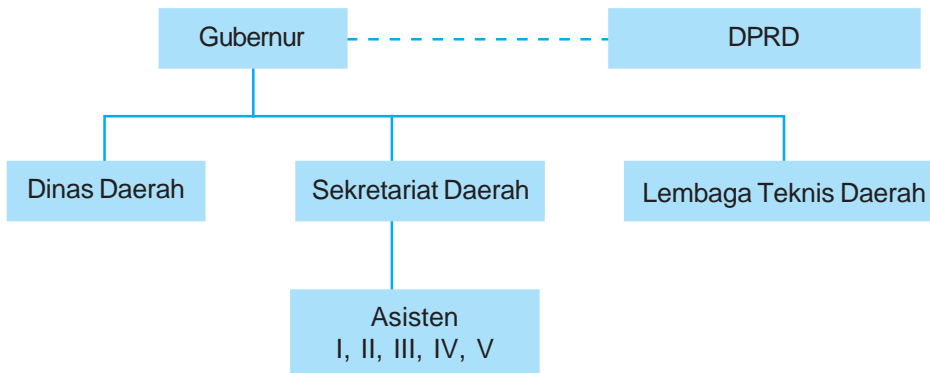 Gubernur
DPRD
Dinas Daerah
Sekretariat Daerah
Lembaga Teknis Daerah
Asisten
I, II, III, IV, V